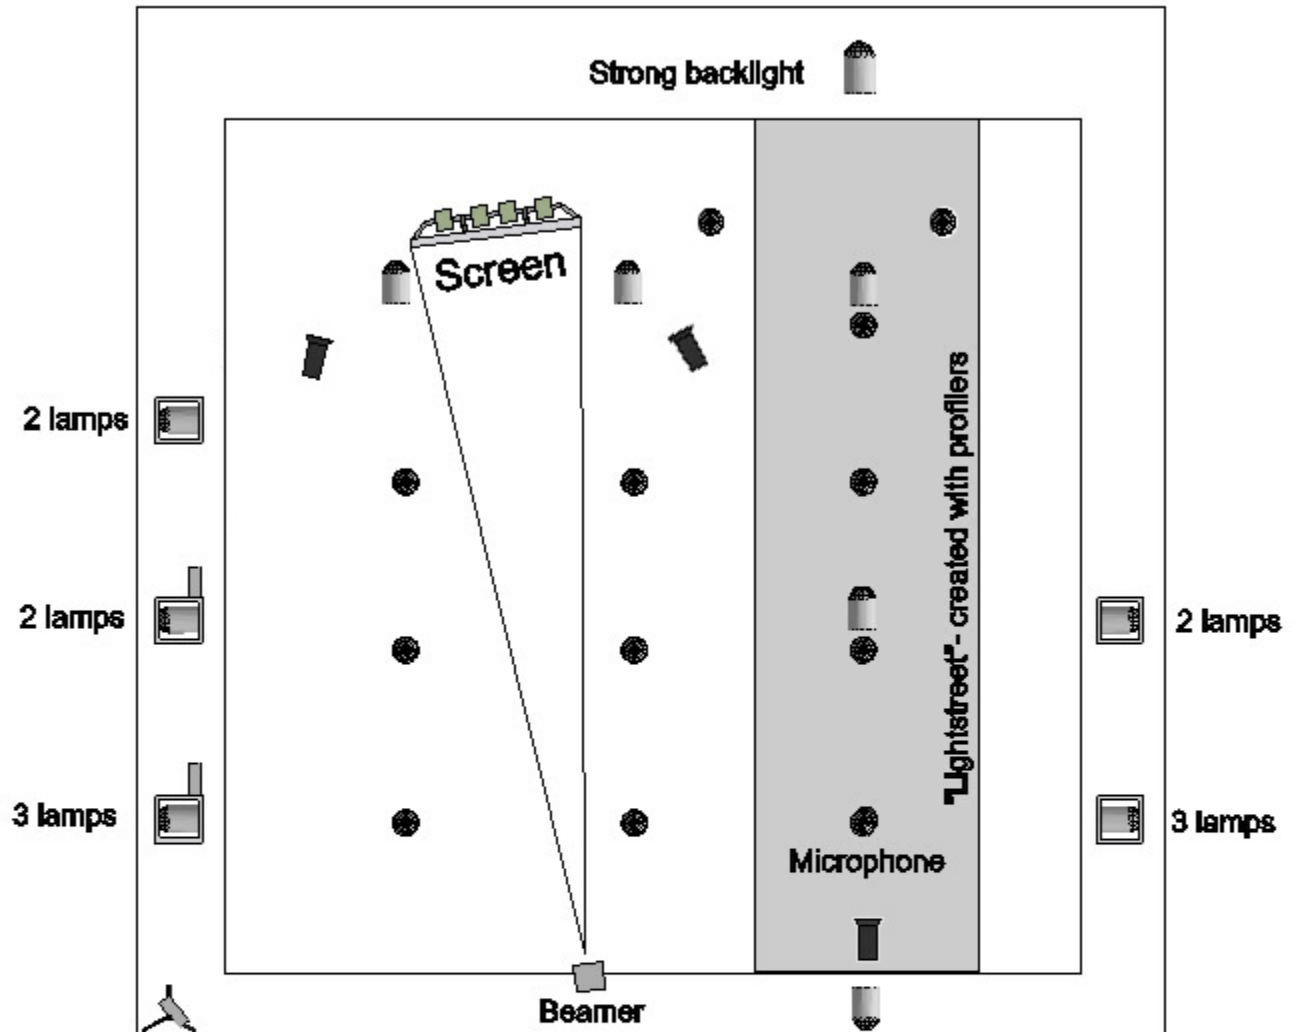 Strong backlight
Screen
2 lamps
"Lightstreet"- created with profilers
2 lamps
2 lamps
3 lamps
3 lamps
Microphone
Beamer